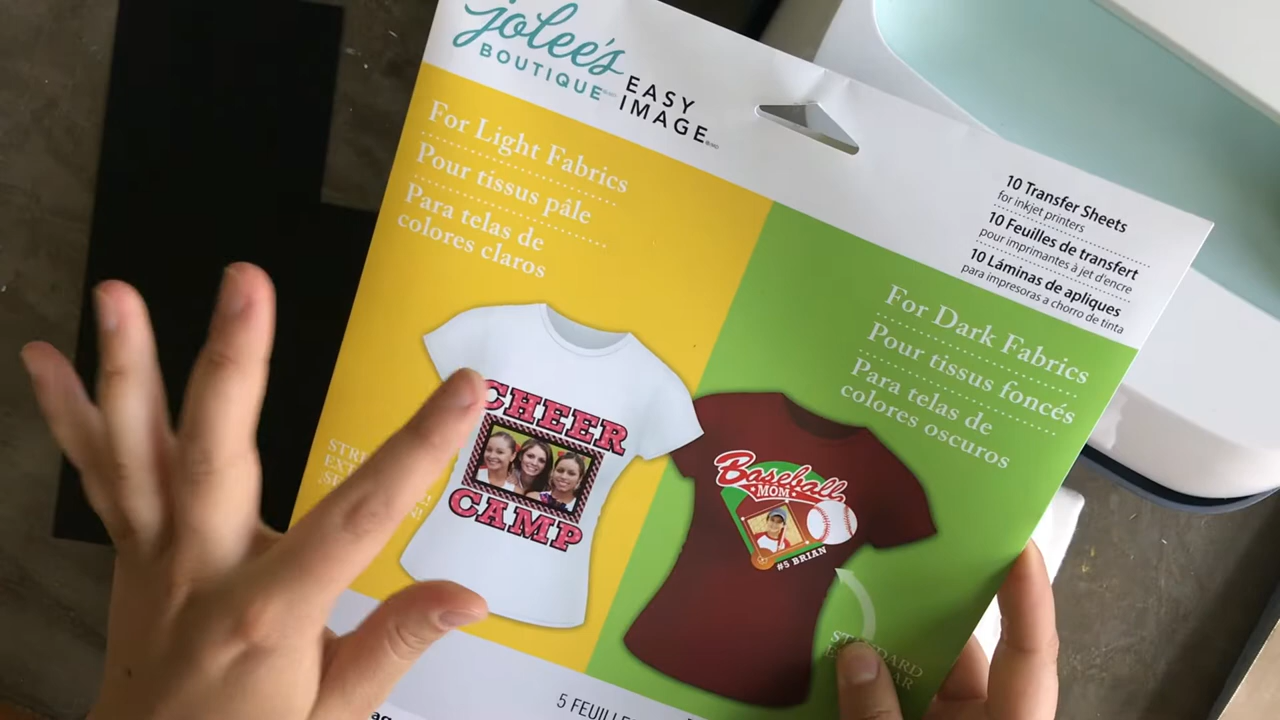 jolee's
BOUTIQUE
EASY
IMAGE
For Light Fabrics
Pour tissus pâle
Para telas de
colores claros
10 Transfer Sheets
for inkjet printers
10 Feuilles de transfert
pour imprimantes à jet d'encre
10 Láminas de apliques
para impresoras a chorro de tinta
For Dark Fabrics
Pour tissus foncés
Para telas de
colores oscuros
CHEER
CAMP
Baseball
MOM
#5 BRIAN
5